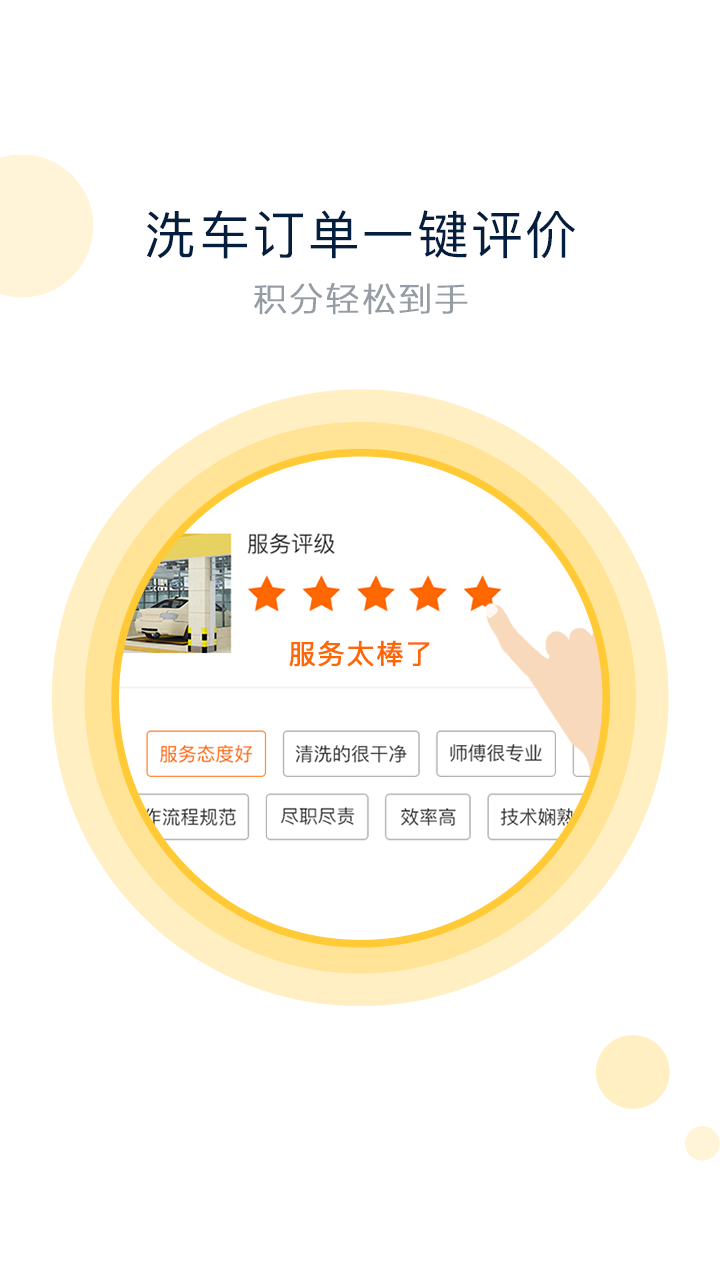 洗车订单一键评价
积分轻松到手
服务评级
服务太棒了
服务态度好 清洗的很干净 师傅很专业
作流程规范 尽职尽责 效率高 技术娴熟